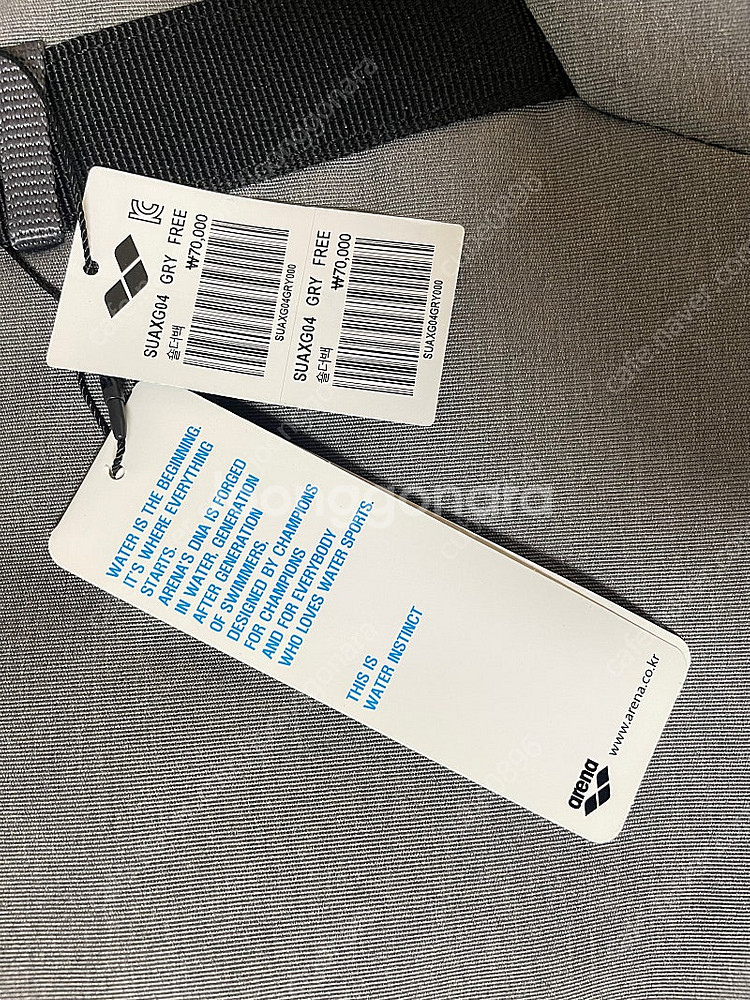 SUAXG04 GRY FREE
숄더백
₩70,000
SUAXG04GRY000
SUAXG04 GRY FREE
숄더백
₩70,000
SUAXG04GRY000
WATER IS THE BEGINNING.
IT'S WHERE EVERYTHING
STARTS.
ARENA'S DNA IS FORGED
IN WATER. GENERATION
AFTER GENERATION
OF SWIMMERS.
DESIGNED BY CHAMPIONS
FOR CHAMPIONS
AND FOR EVERYBODY
WHO LOVES WATER SPORTS.
THIS IS
WATER INSTINCT
arena
www.arena.co.kr
Joonggonara